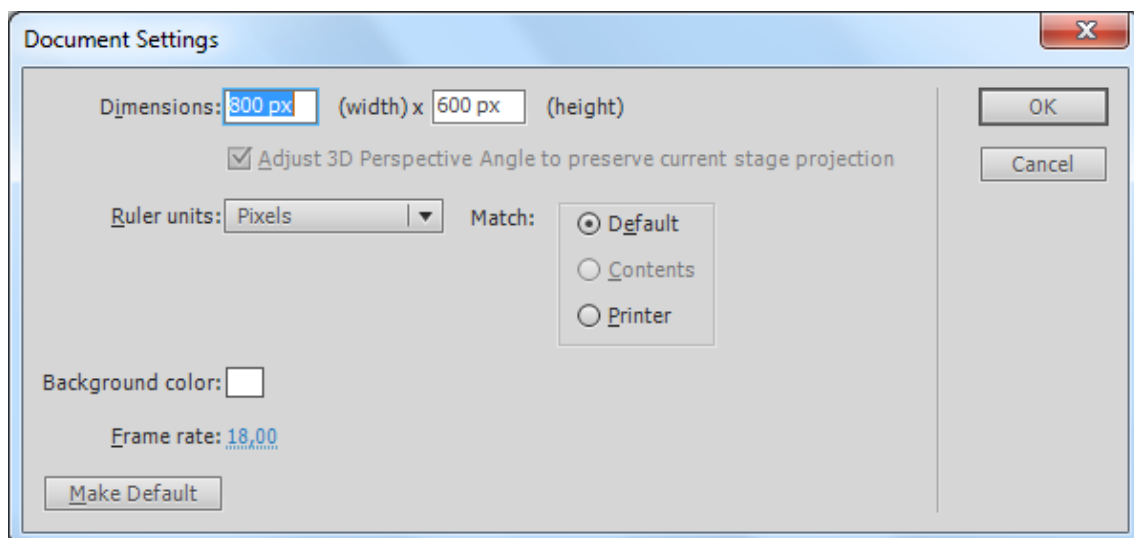 Document Settings
Dimensions: 800 px (width) x 600 px (height)
OK
Adjust 3D Perspective Angle to preserve current stage projection
Cancel
Ruler units: Pixels Match: Default
Contents
Printer
Background color:
Frame rate: 18,00
Make Default